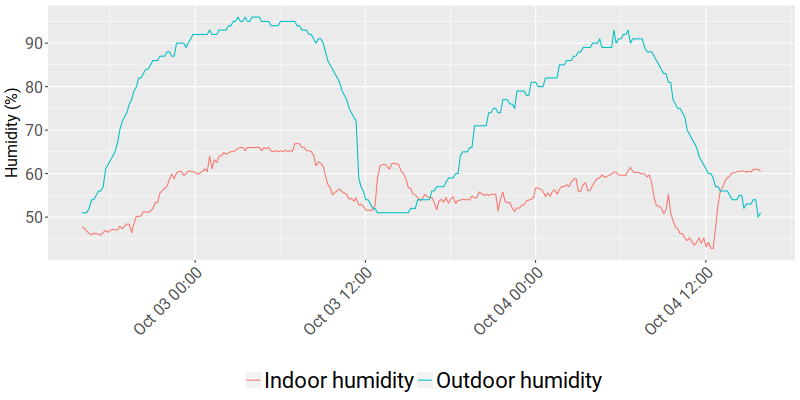 Humidity (%)
90
80
70
60
50
Oct 03 00:00
Oct 03 12:00
Oct 04 00:00
Oct 04 12:00
Indoor humidity Outdoor humidity